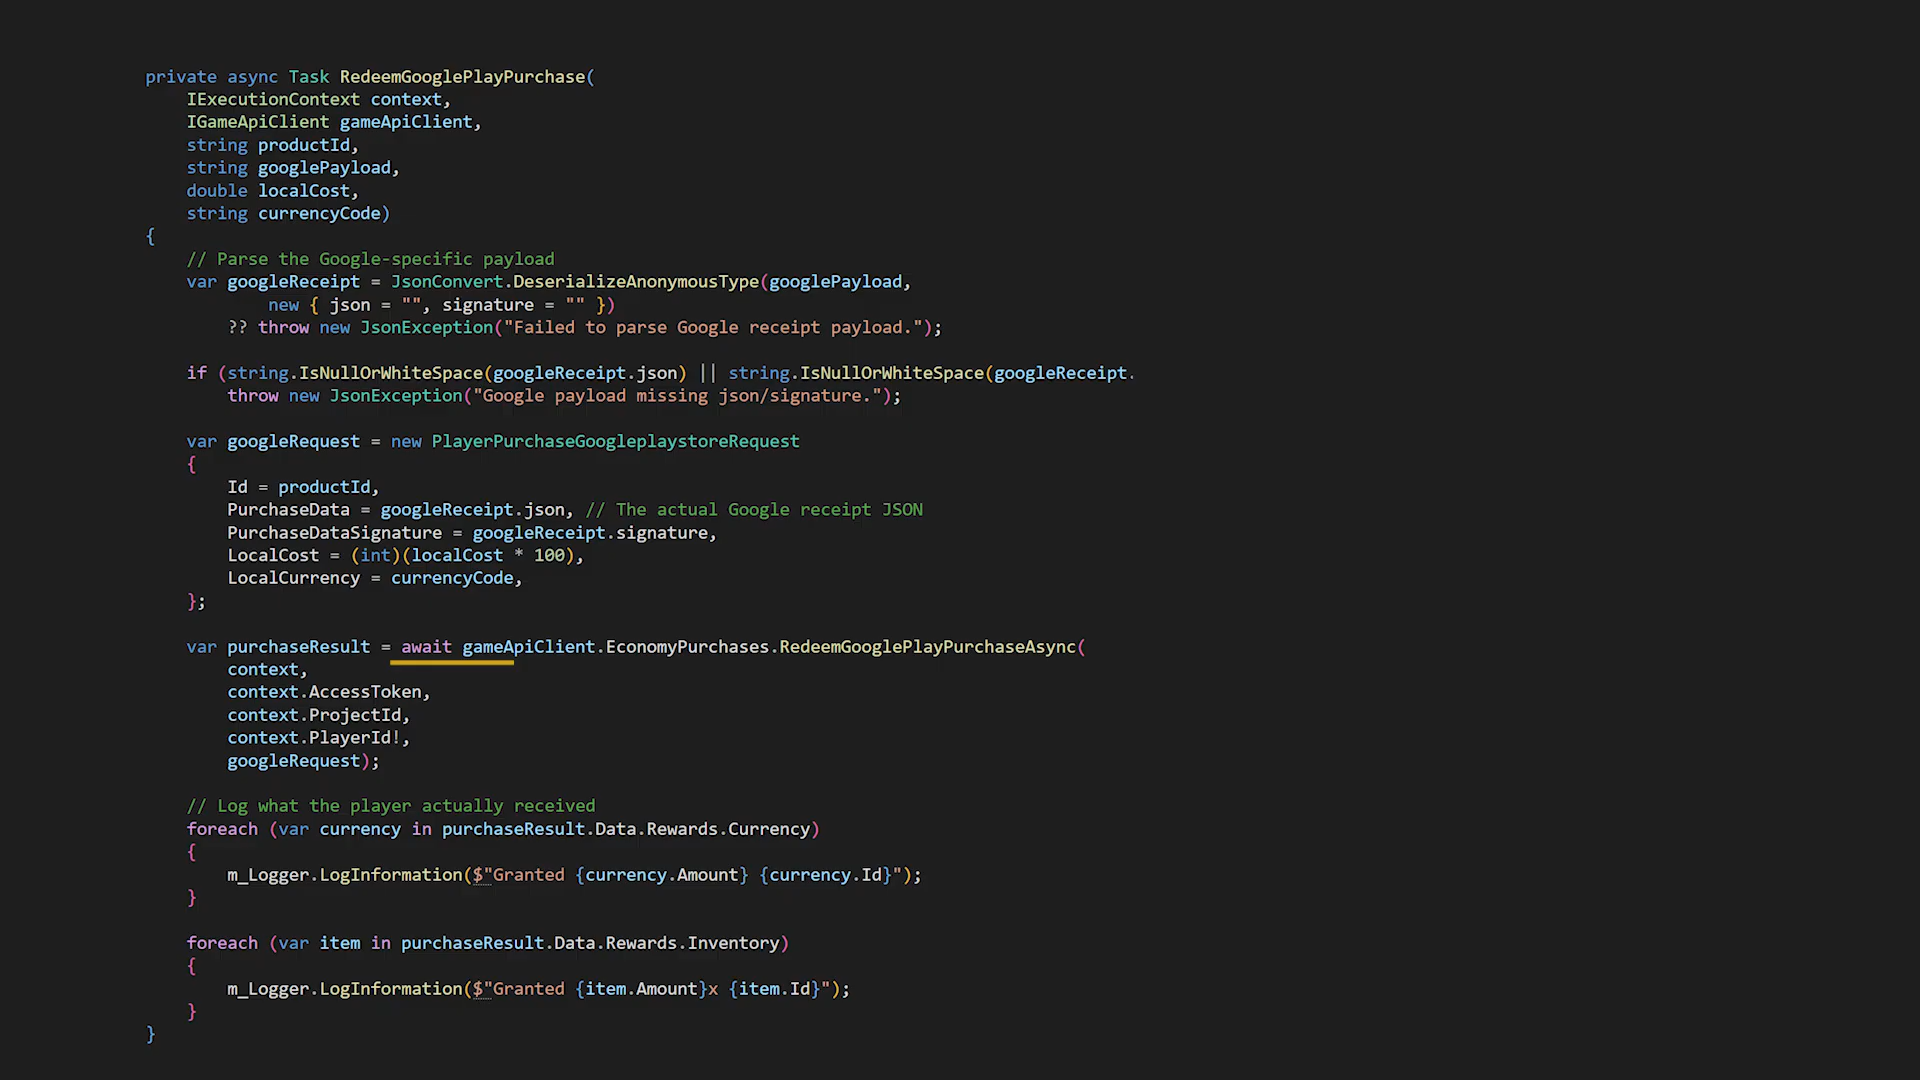 private async Task RedeemGooglePlayPurchase(
IExecutionContext context,
IGameApiClient gameApiClient,
string productId,
string googlePayload,
double localCost,
string currencyCode)
{
// Parse the Google-specific payload
var googleReceipt = JsonConvert.DeserializeAnonymousType(googlePayload,
new { json = "", signature = "" })
?? throw new JsonException("Failed to parse Google receipt payload.");
if (string.IsNullOrWhiteSpace(googleReceipt.json) || string.IsNullOrWhiteSpace(googleReceipt.
throw new JsonException("Google payload missing json/signature.");
var googleRequest = new PlayerPurchaseGoogleplaystoreRequest
{
Id = productId,
PurchaseData = googleReceipt.json, // The actual Google receipt JSON
PurchaseDataSignature = googleReceipt.signature,
LocalCost = (int)(localCost * 100),
LocalCurrency = currencyCode,
};
var purchaseResult = await gameApiClient.EconomyPurchases.RedeemGooglePlayPurchaseAsync(
context,
context.AccessToken,
context.ProjectId,
context.PlayerId!,
googleRequest);
// Log what the player actually received
foreach (var currency in purchaseResult.Data.Rewards.Currency)
{
m_Logger.LogInformation($"Granted {currency.Amount} {currency.Id}");
}
foreach (var item in purchaseResult.Data.Rewards.Inventory)
{
m_Logger.LogInformation($"Granted {item.Amount}x {item.Id}");
}
}